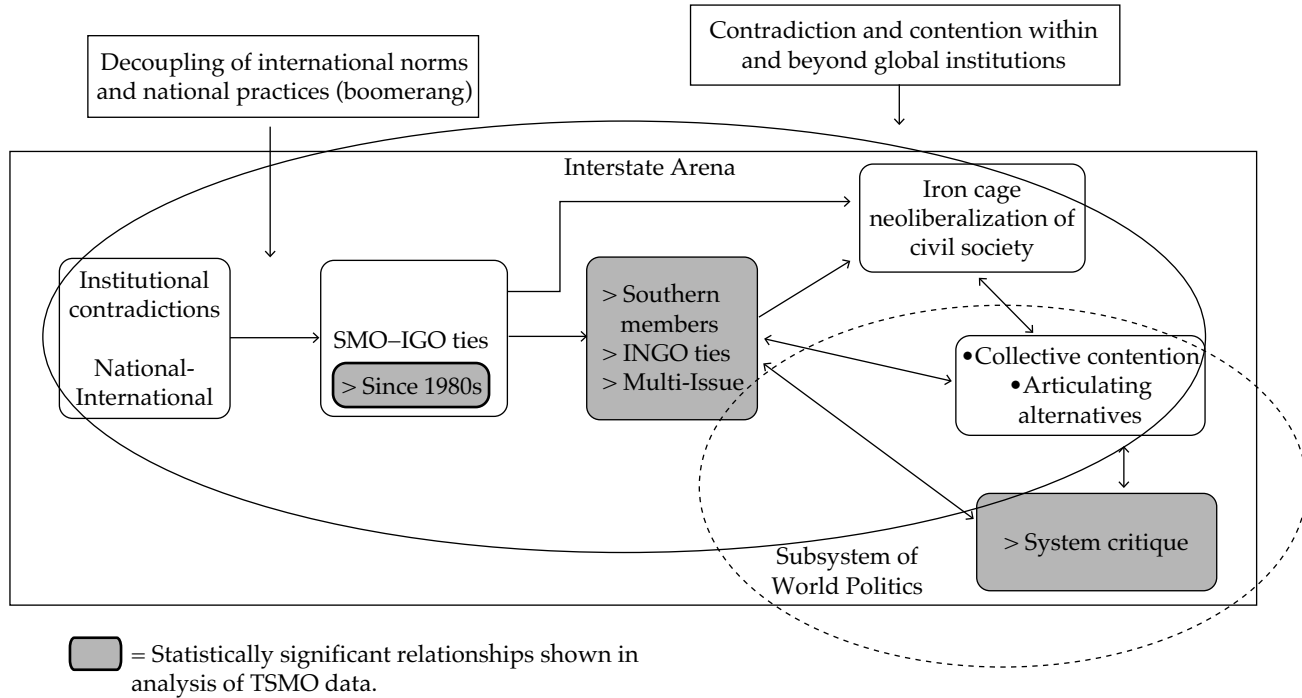 Contradiction and contention within
and beyond global institutions
Decoupling of international norms
and national practices (boomerang)
Interstate Arena
Iron cage
neoliberalization of
civil society
Institutional
contradictions
National-
International
SMO–IGO ties
> Since 1980s
> Southern
members
> INGO ties
> Multi-Issue
•Collective contention
•Articulating
alternatives
> System critique
Subsystem of
World Politics
= Statistically significant relationships shown in
analysis of TSMO data.